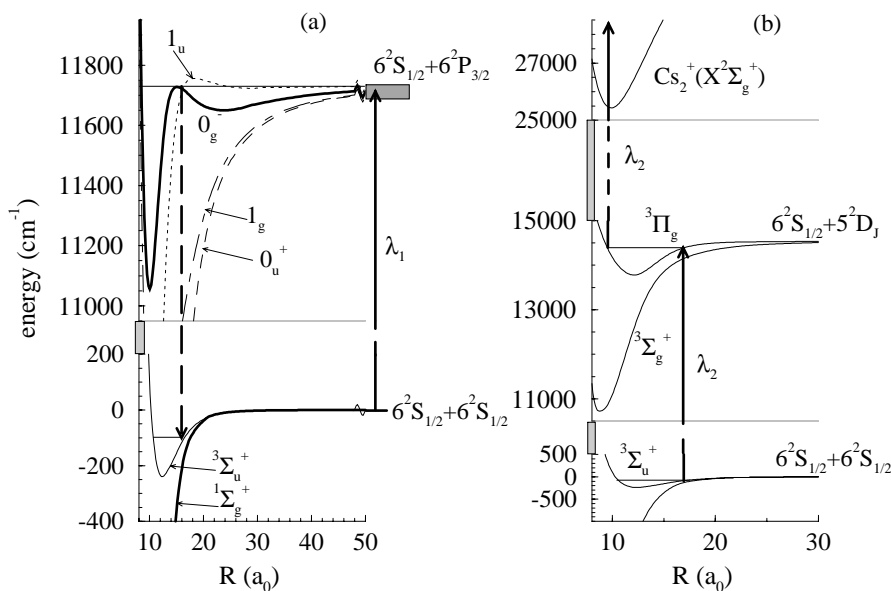 (a)
1u
6²S1/2+6²P3/2
11800
11600
0g⁻
11400
1g
11200
0u⁺
λ1
11000
energy (cm⁻¹)
200
0
6²S1/2+6²S1/2
-200
³Σu⁺
¹Σg⁺
-400
10 20 30 40 50
R (a0)
(b)
27000
Cs2⁺(X²Σg⁺)
25000
λ2
15000
³Πg
6²S1/2+5²DJ
13000
³Σg⁺
λ2
11000
500
³Σu⁺
6²S1/2+6²S1/2
0
-500
10 20 30
R (a0)